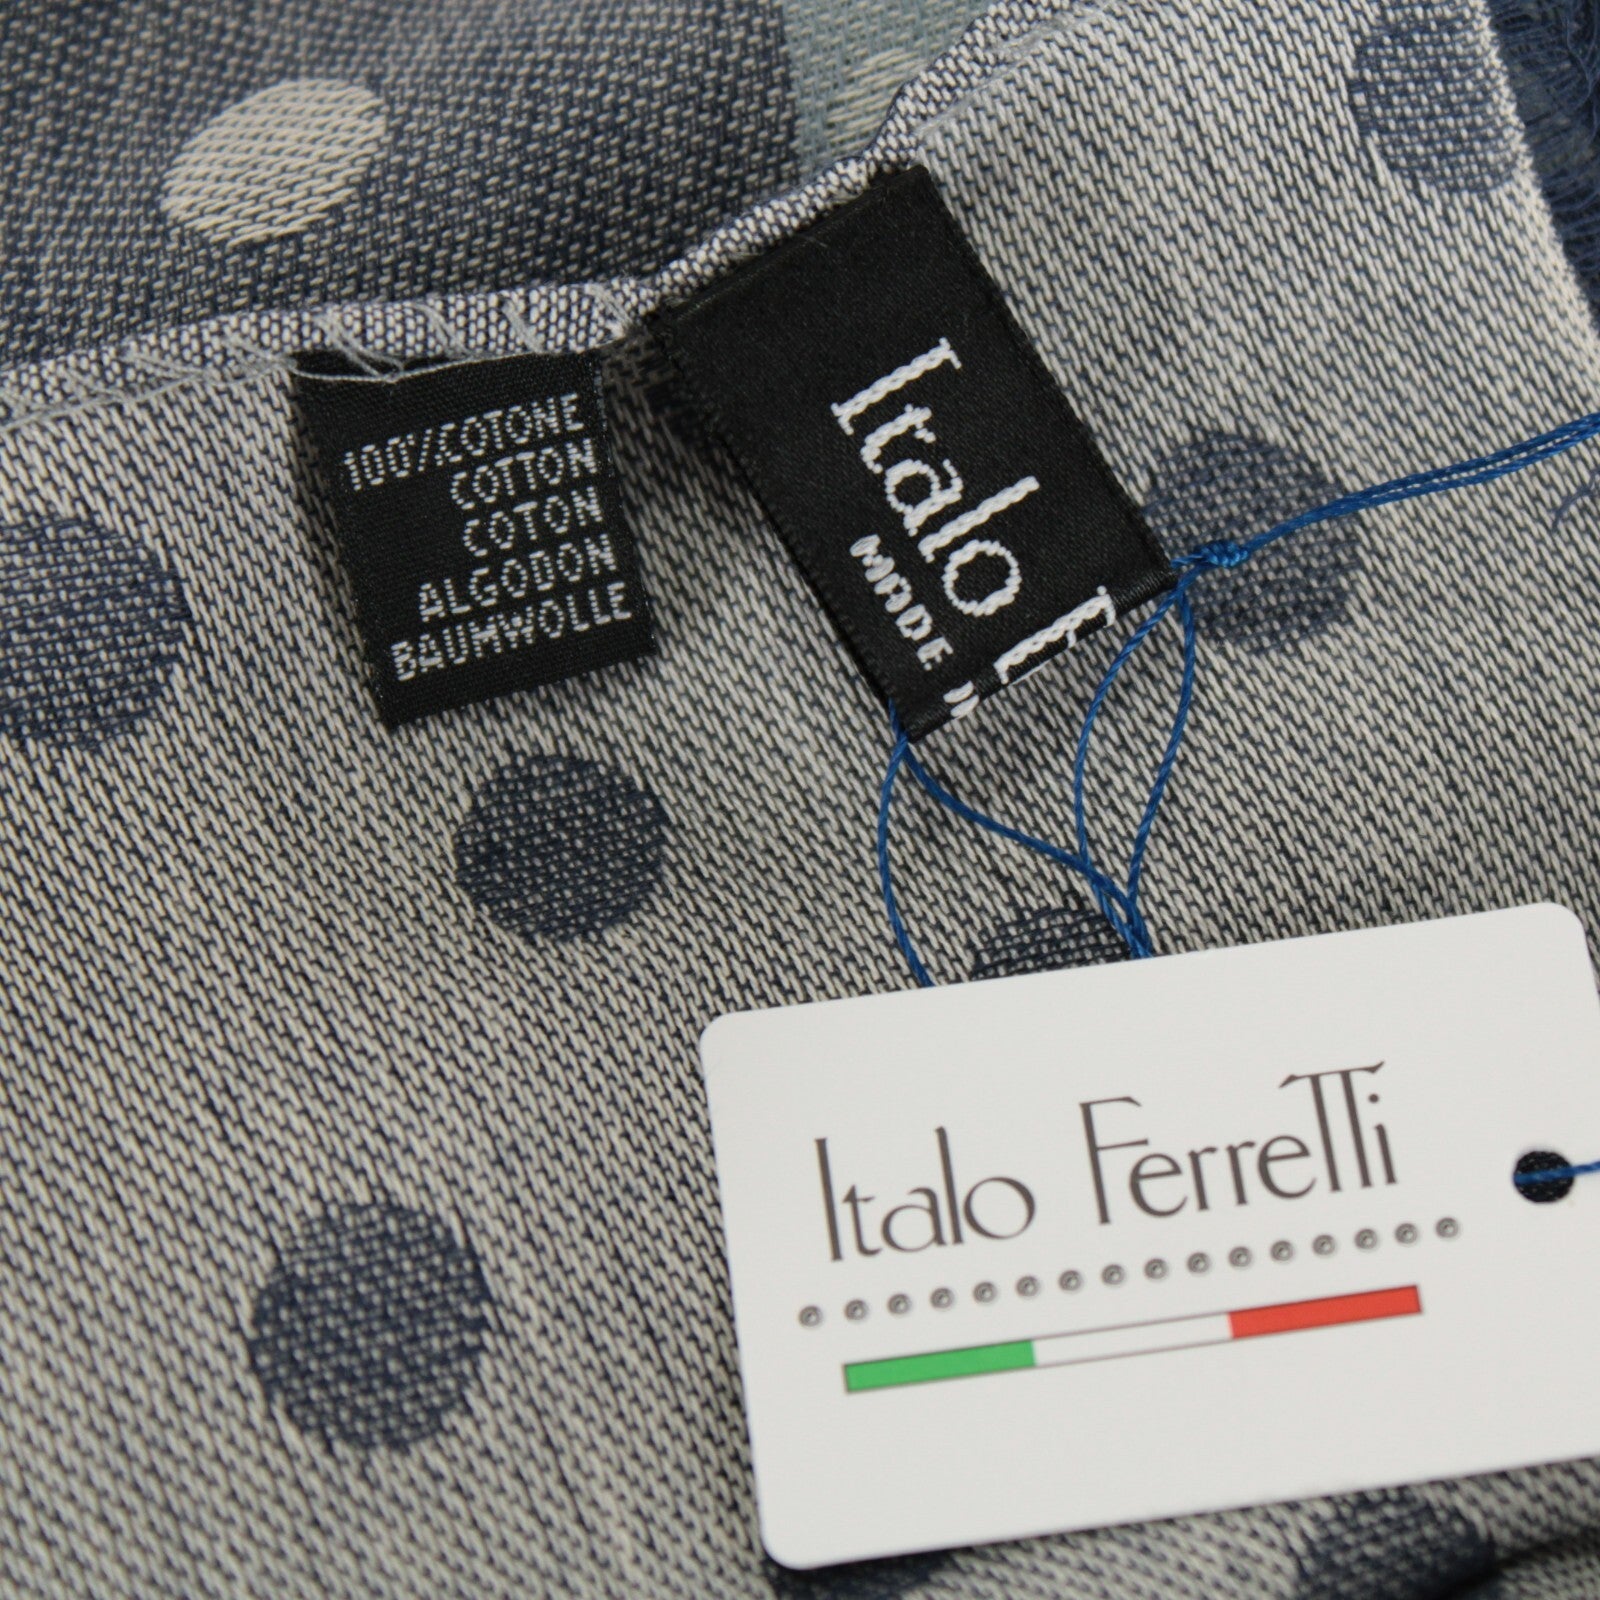 100% COTONE
COTTON
COTON
ALGODON
BAUMWOLLE
Italo
MADE
Italo Ferretti